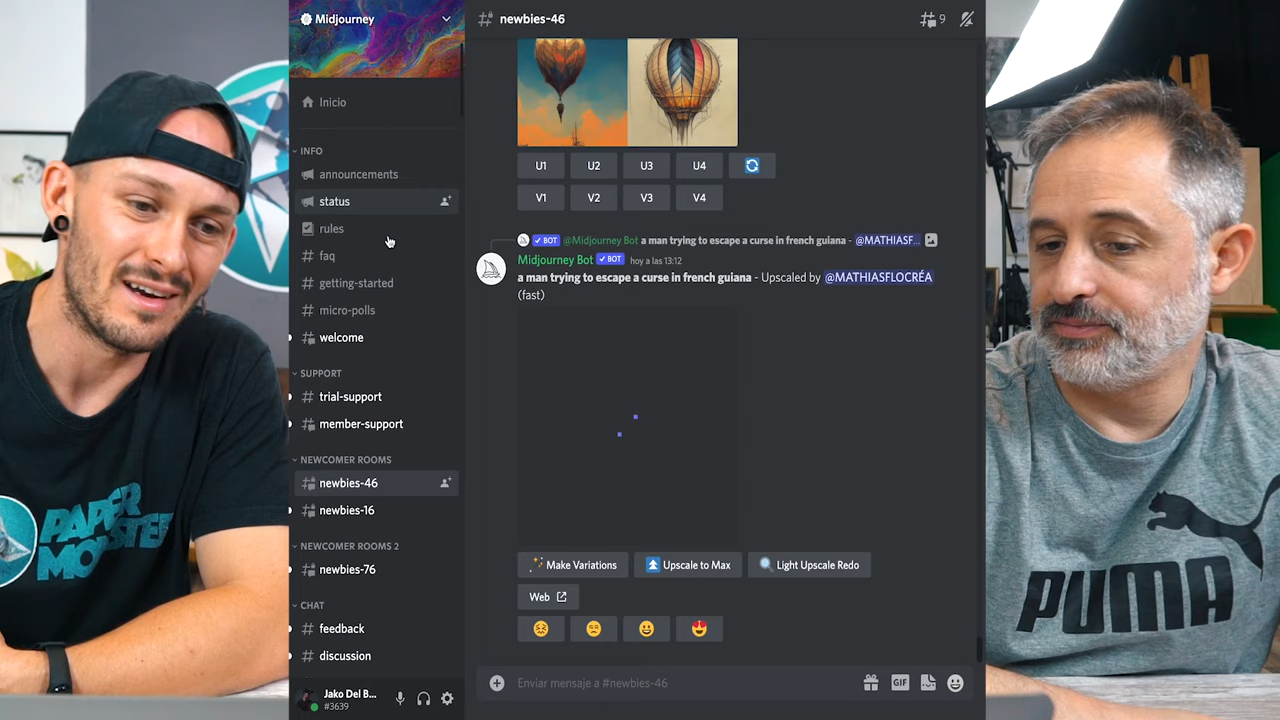 Midjourney
Inicio
INFO
announcements
status
rules
faq
getting-started
micro-polls
welcome
SUPPORT
trial-support
member-support
NEWCOMER ROOMS
newbies-46
newbies-16
NEWCOMER ROOMS 2
newbies-76
CHAT
feedback
discussion
Jako Del B...
#3639
newbies-46
9
U1 U2 U3 U4
V1 V2 V3 V4
BOT @Midjourney Bot a man trying to escape a curse in french guiana - @MATHIASF...
Midjourney Bot BOT hoy a las 13:12
a man trying to escape a curse in french guiana - Upscaled by @MATHIASFLOCRÉA
(fast)
Make Variations Upscale to Max Light Upscale Redo
Web
Enviar mensaje a #newbies-46
GIF
PAPER
MONSTER
PUMA